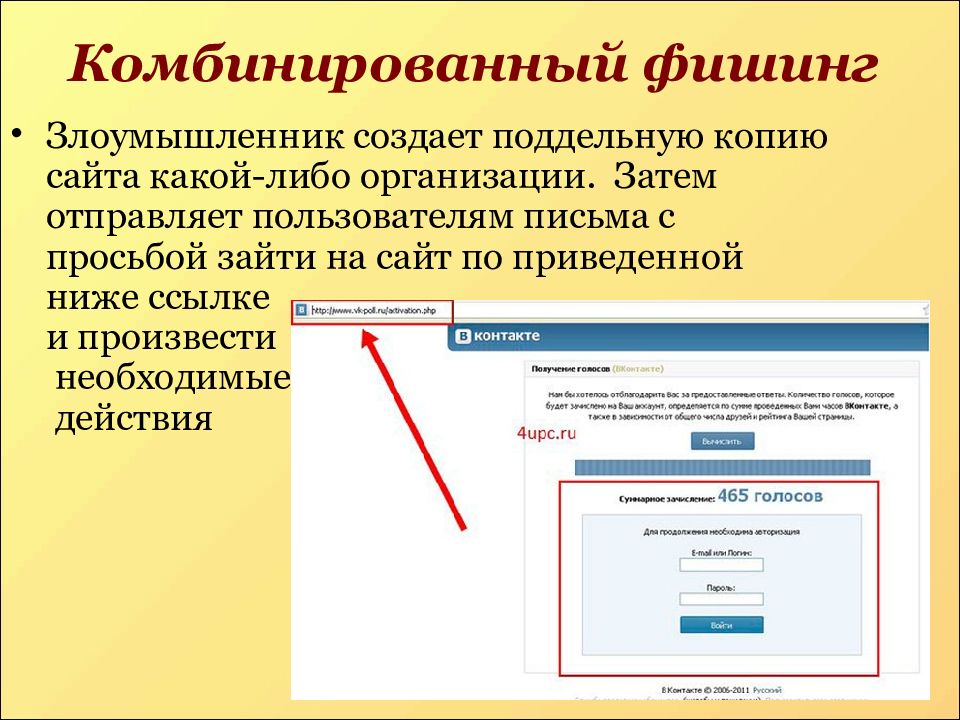 Комбинированный фишинг
• Злоумышленник создает поддельную копию
сайта какой-либо организации. Затем
отправляет пользователям письма с
просьбой зайти на сайт по приведенной
ниже ссылке
и произвести
необходимые
действия
http://www.vk-poll.ru/activation.php
В контакте
Получение голосов (ВКонтакте)
Нам бы хотелось отблагодарить Вас за предоставленные ответы. Количество голосов, которое
будет зачислено на Ваш аккаунт, определяется по сумме проведенных Вами часов ВКонтакте, а
также в зависимости от общего числа друзей и рейтинга Вашей страницы.
4upc.ru
Вычислить
Суммарное зачисление: 465 голосов
Для продолжения необходима авторизация
E-mail или Логин:
Пароль:
Войти
ВКонтакте © 2006-2011 Русский